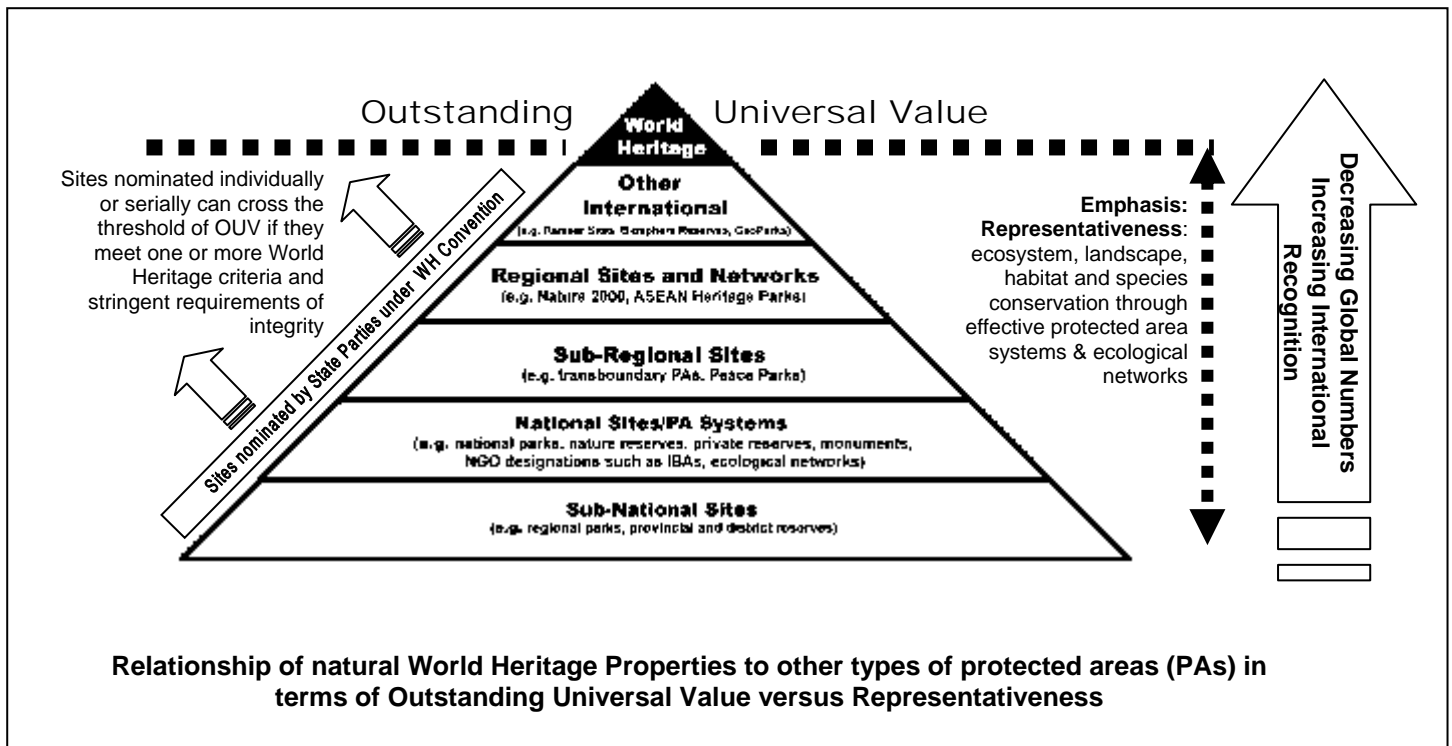 Outstanding Universal Value
World
Heritage
Sites nominated individually
or serially can cross the
threshold of OUV if they
meet one or more World
Heritage criteria and
stringent requirements of
integrity
Sites nominated by State Parties under WH Convention
Other
International
(e.g. Ramsar Sites, Biosphere Reserves, GeoParks)
Regional Sites and Networks
(e.g. Natura 2000, ASEAN Heritage Parks)
Sub-Regional Sites
(e.g. transboundary PAs, Peace Parks)
National Sites/PA Systems
(e.g. national parks, nature reserves, private reserves, monuments,
NGO designations such as IBAs, ecological networks)
Sub-National Sites
(e.g. regional parks, provincial and district reserves)
Emphasis:
Representativeness:
ecosystem, landscape,
habitat and species
conservation through
effective protected area
systems & ecological
networks
Decreasing Global Numbers
Increasing International
Recognition
Relationship of natural World Heritage Properties to other types of protected areas (PAs) in
terms of Outstanding Universal Value versus Representativeness